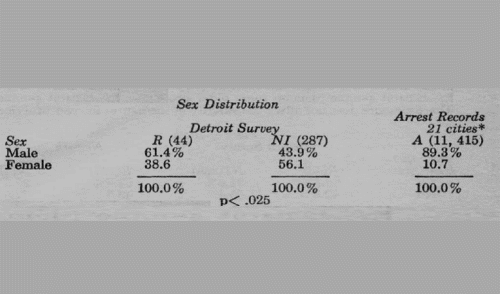 Sex Distribution
Arrest Records
Detroit Survey 21 cities*
Sex R (44) NI (287) A (11, 415)
Male 61.4% 43.9% 89.3%
Female 38.6 56.1 10.7
100.0% 100.0% 100.0%
p< .025